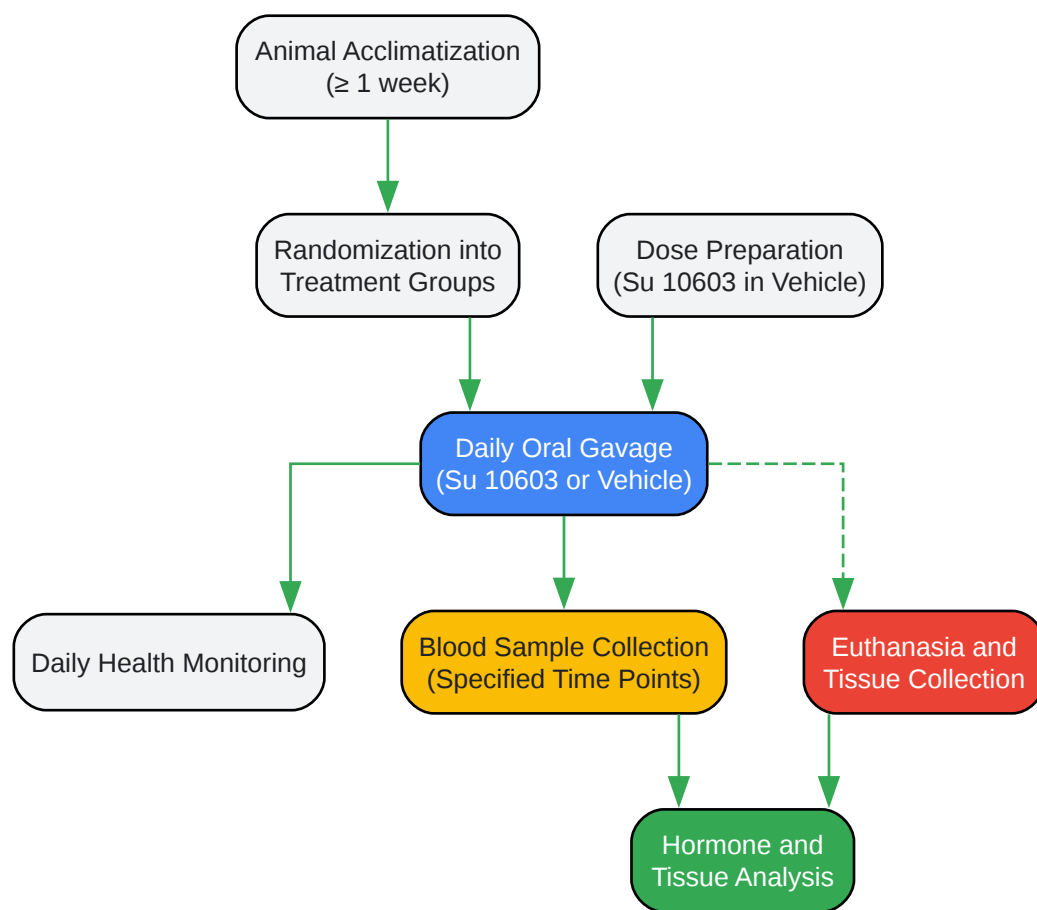 Animal Acclimatization
(≥ 1 week)
Randomization into
Treatment Groups
Dose Preparation
(Su 10603 in Vehicle)
Daily Oral Gavage
(Su 10603 or Vehicle)
Daily Health Monitoring
Blood Sample Collection
(Specified Time Points)
Euthanasia and
Tissue Collection
Hormone and
Tissue Analysis